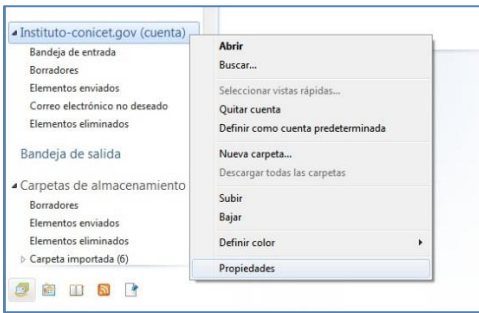 Instituto-conicet.gov (cuenta)
Bandeja de entrada
Borradores
Elementos enviados
Correo electrónico no deseado
Elementos eliminados
Bandeja de salida
Carpetas de almacenamiento
Borradores
Elementos enviados
Elementos eliminados
Carpeta importada (6)
Abrir
Buscar...
Seleccionar vistas rápidas...
Quitar cuenta
Definir como cuenta predeterminada
Nueva carpeta...
Descargar todas las carpetas
Subir
Bajar
Definir color
Propiedades